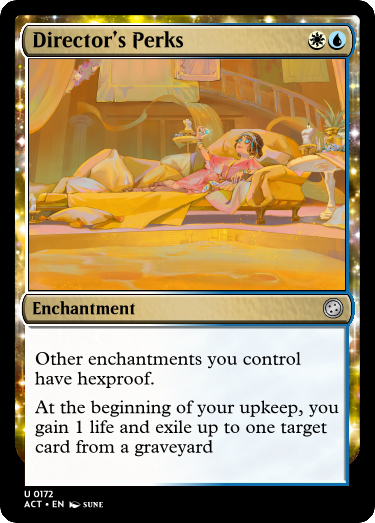 Director's Perks
Enchantment
Other enchantments you control
have hexproof.
At the beginning of your upkeep, you
gain 1 life and exile up to one target
card from a graveyard
U 0172
ACT • EN SUNE